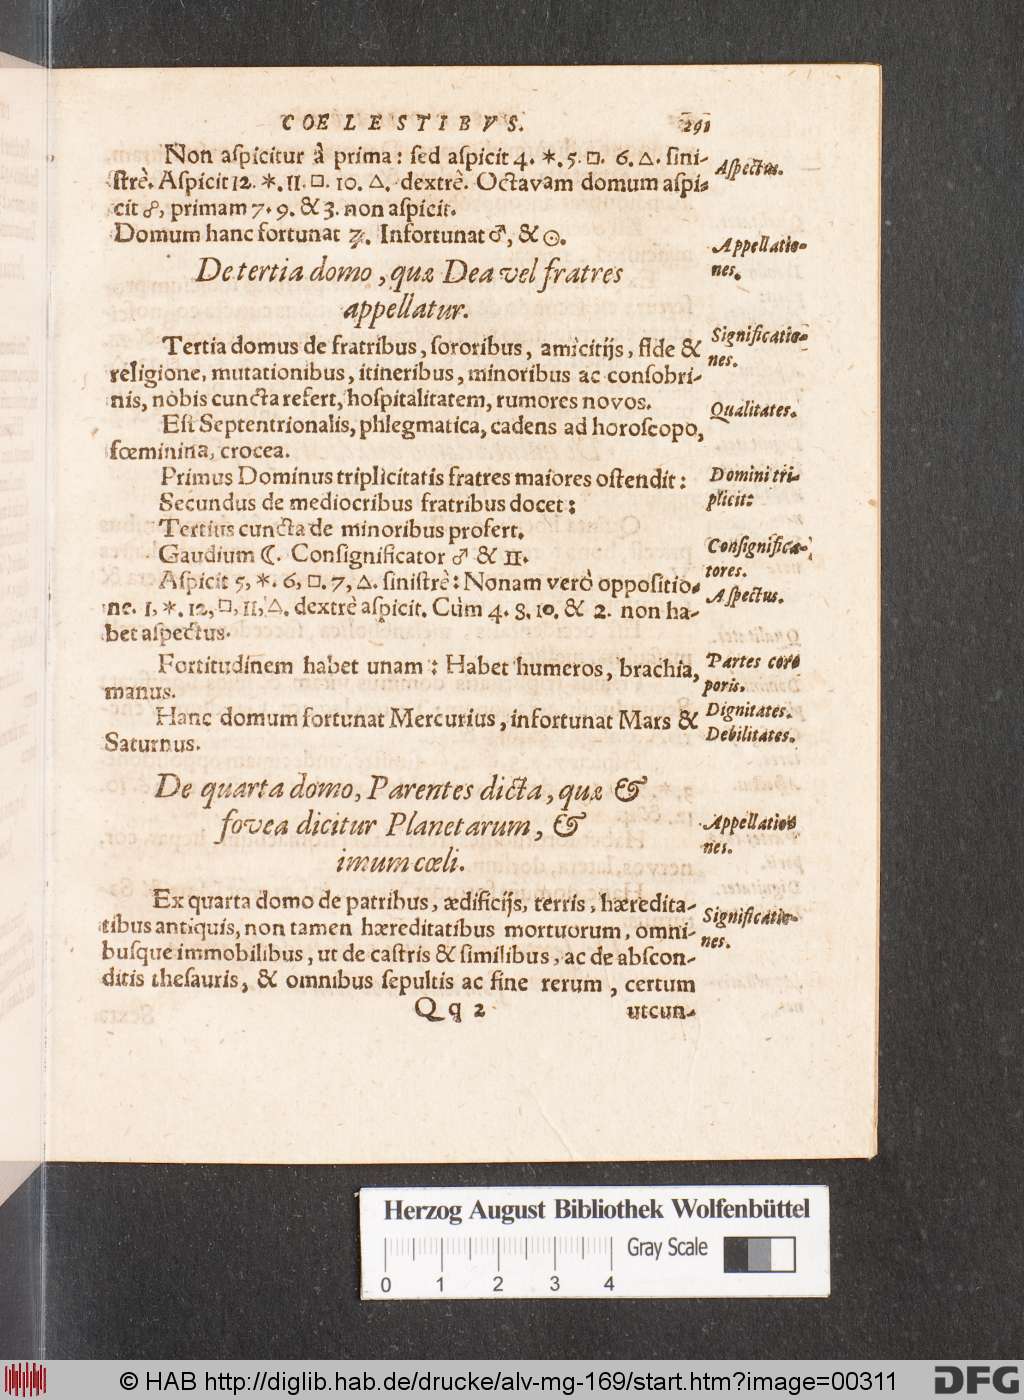 COELESTIBVS. 291
Non aſpicitur à prima: ſed aſpicit 4. ⚹. 5. □. 6. △. ſini-
ſtrè. Aſpicit 12. ⚹. 11. □. 10. △. dextrè. Octavam domum aſpi-
cit ☍, primam 7. 9. & 3. non aſpicit.
Aſpectus.
Domum hanc fortunat ♃. Infortunat ♂, & ☉.
De tertia domo, quæ Dea vel fratres
appellatur.
Appellatio-
nes.
Tertia domus de fratribus, ſororibus, amicitijs, fide &
religione, mutationibus, itineribus, minoribus ac conſobri-
nis, nobis cuncta refert, hoſpitalitatem, rumores novos.
Significatio-
nes.
Eſt Septentrionalis, phlegmatica, cadens ad horoſcopo,
fœminina, crocea.
Qualitates.
Primus Dominus triplicitatis fratres maiores oſtendit:
Secundus de mediocribus fratribus docet:
Tertius cuncta de minoribus profert.
Domini tri-
plicit:
Gaudium ☾. Conſignificator ♂ & ♊.
Conſignifica-
tores.
Aſpicit 5, ⚹. 6, □. 7, △. ſiniſtrè: Nonam verò oppoſitio-
ne. 1, ⚹. 12, □, 11, △. dextrè aſpicit. Cùm 4. 8. 10. & 2. non ha-
bet aſpectus.
Aſpectus.
Fortitudinem habet unam: Habet humeros, brachia,
manus.
Partes cor-
poris.
Hanc domum fortunat Mercurius, infortunat Mars &
Saturnus.
Dignitates.
Debilitates.
De quarta domo, Parentes dicta, quæ &
fovea dicitur Planetarum, &
imum cœli.
Appellatio-
nes.
Ex quarta domo de patribus, ædificijs, terris, hæredita-
tibus antiquis, non tamen hæreditatibus mortuorum, omni-
busque immobilibus, ut de caſtris & ſimilibus, ac de abſcon-
ditis theſauris, & omnibus ſepultis ac fine rerum, certum
Significatio-
nes.
Qq 2 utcun-
Herzog August Bibliothek Wolfenbüttel
Gray Scale
0 1 2 3 4
© HAB http://diglib.hab.de/drucke/alv-mg-169/start.htm?image=00311
DFG